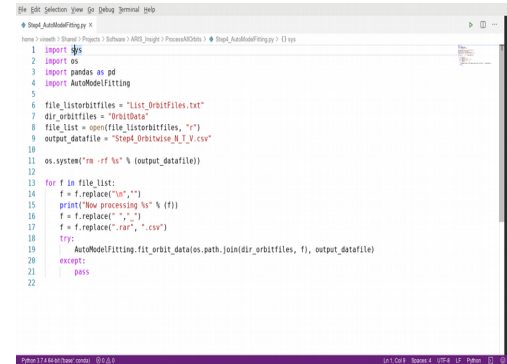 File Edit Selection View Go Debug Terminal Help
Step4_AutoModelFitting.py ×
home > vineeth > Shared > Projects > Software > ARIS_Insight > ProcessAllOrbits > Step4_AutoModelFitting.py > {} sys
1 import sys
2 import os
3 import pandas as pd
4 import AutoModelFitting
5
6 file_listorbitfiles = "List_OrbitFiles.txt"
7 dir_orbitfiles = "OrbitData"
8 file_list = open(file_listorbitfiles, "r")
9 output_datafile = "Step4_Orbitwise_N_T_V.csv"
10
11 os.system("rm -rf %s" % (output_datafile))
12
13 for f in file_list:
14 f = f.replace("\n","")
15 print("Now processing %s" % (f))
16 f = f.replace(" ","_")
17 f = f.replace(".rar", ".csv")
18 try:
19 AutoModelFitting.fit_orbit_data(os.path.join(dir_orbitfiles, f), output_datafile)
20 except:
21 pass
22
Python 3.7.4 64-bit ('base': conda) 0 0 Ln 1, Col 9 Spaces: 4 UTF-8 LF Python